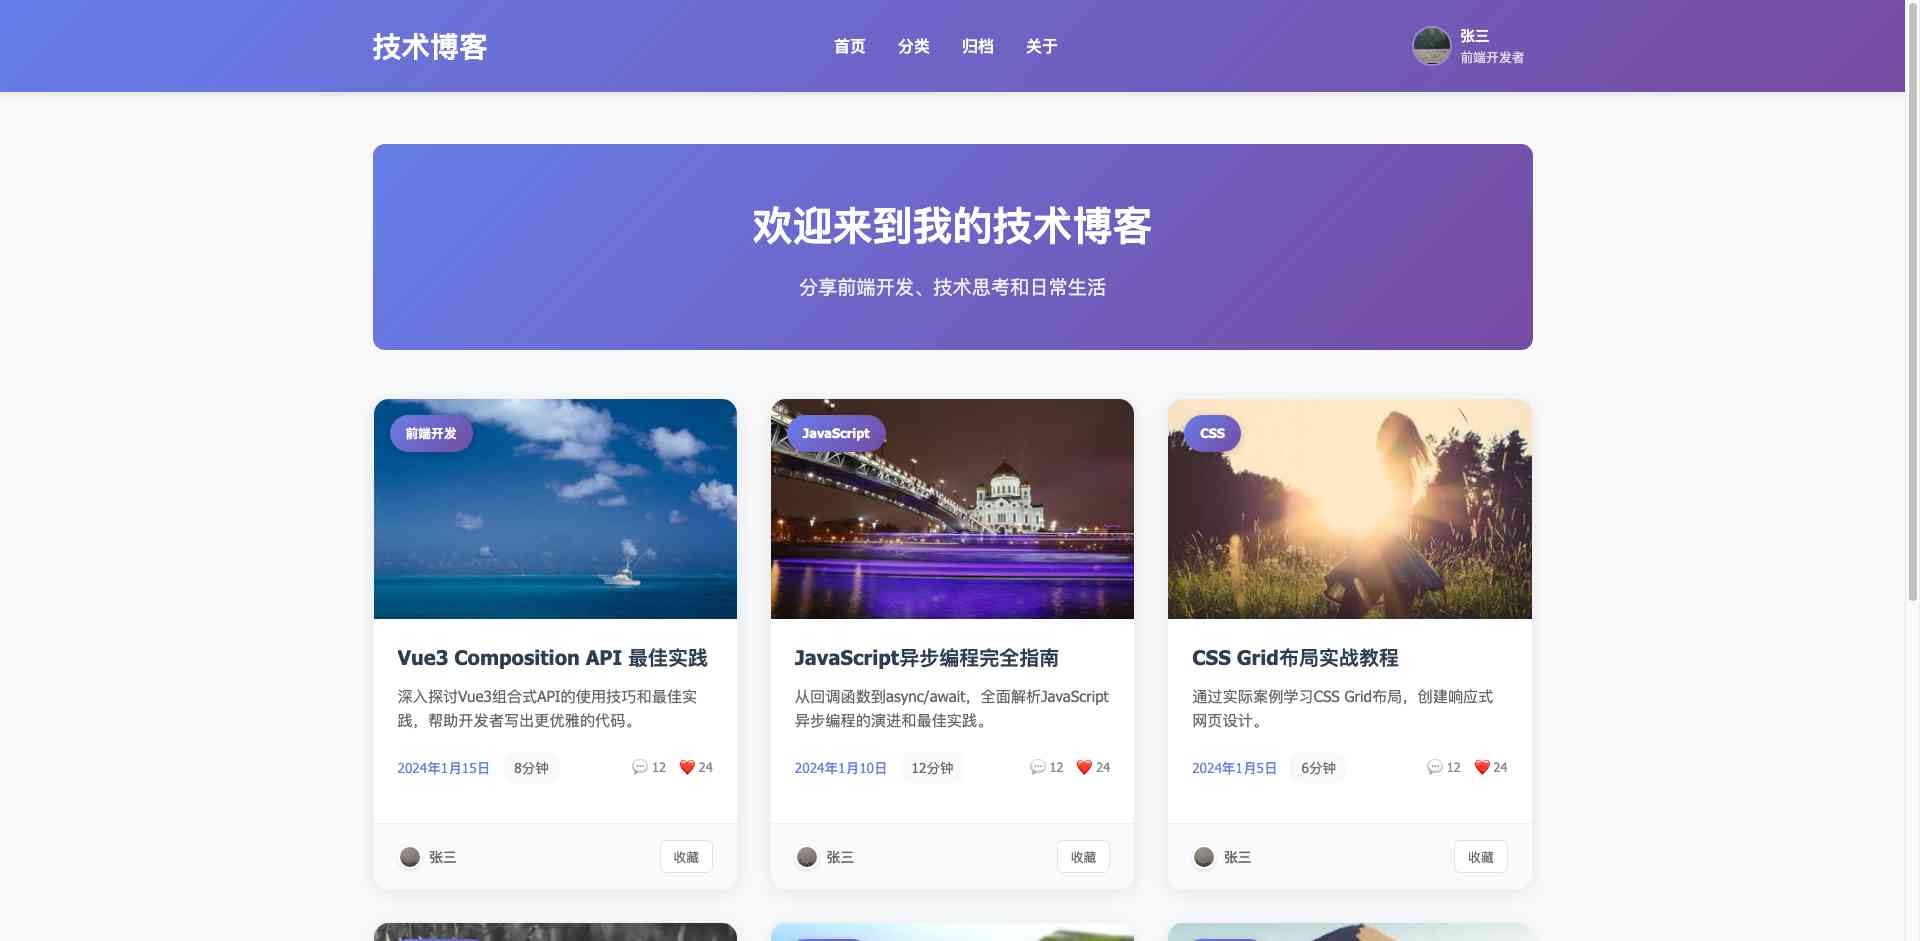 技术博客
首页
分类
归档
关于
张三
前端开发者
欢迎来到我的技术博客
分享前端开发、技术思考和日常生活
前端开发
Vue3 Composition API 最佳实践
深入探讨Vue3组合式API的使用技巧和最佳实
践，帮助开发者写出更优雅的代码。
2024年1月15日
8分钟
12
24
张三
收藏
JavaScript
JavaScript异步编程完全指南
从回调函数到async/await，全面解析JavaScript
异步编程的演进和最佳实践。
2024年1月10日
12分钟
12
24
张三
收藏
CSS
CSS Grid布局实战教程
通过实际案例学习CSS Grid布局，创建响应式
网页设计。
2024年1月5日
6分钟
12
24
张三
收藏